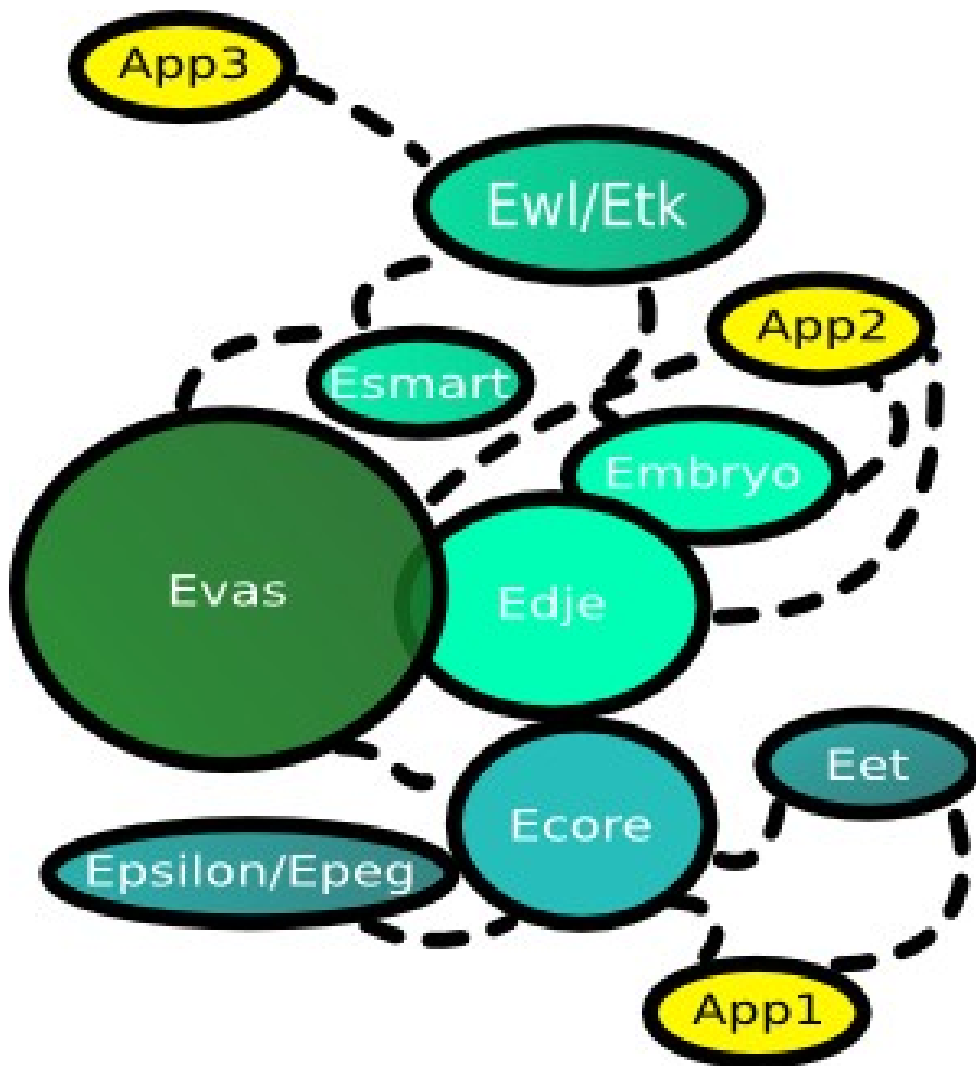 App3
Ewl/Etk
App2
Esmart
Embryo
Evas
Edje
Eet
Ecore
Epsilon/Epeg
App1